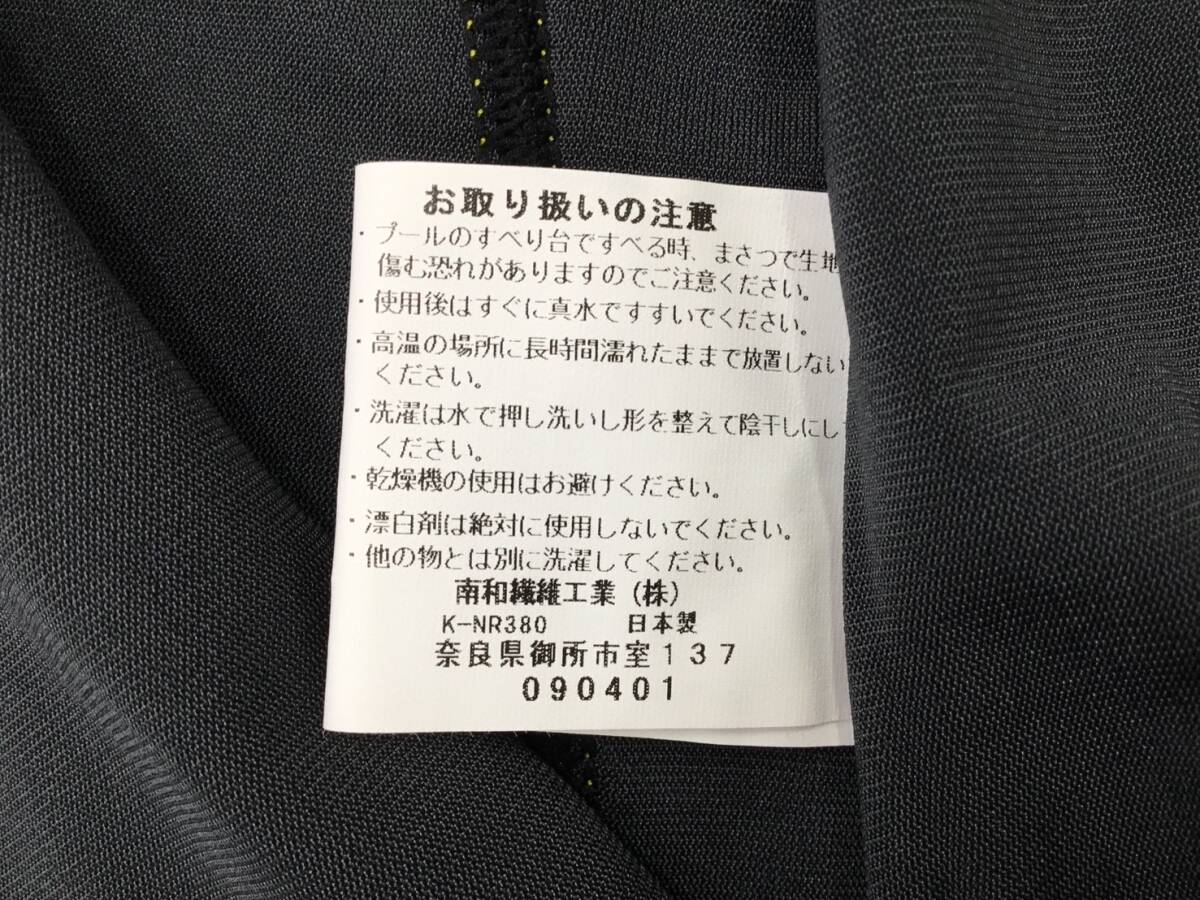 お取り扱いの注意
・プールのすべり台ですべる時、まさつで生地
傷む恐れがありますのでご注意ください。
・使用後はすぐに真水ですすいでください。
・高温の場所に長時間濡れたままで放置しない
ください。
・洗濯は水で押し洗いし形を整えて陰干しにし
ください。
・乾燥機の使用はお避けください。
・漂白剤は絶対に使用しないでください。
・他の物とは別に洗濯してください。
南和繊維工業（株）
K-NR380 日本製
奈良県御所市室１３７
090401